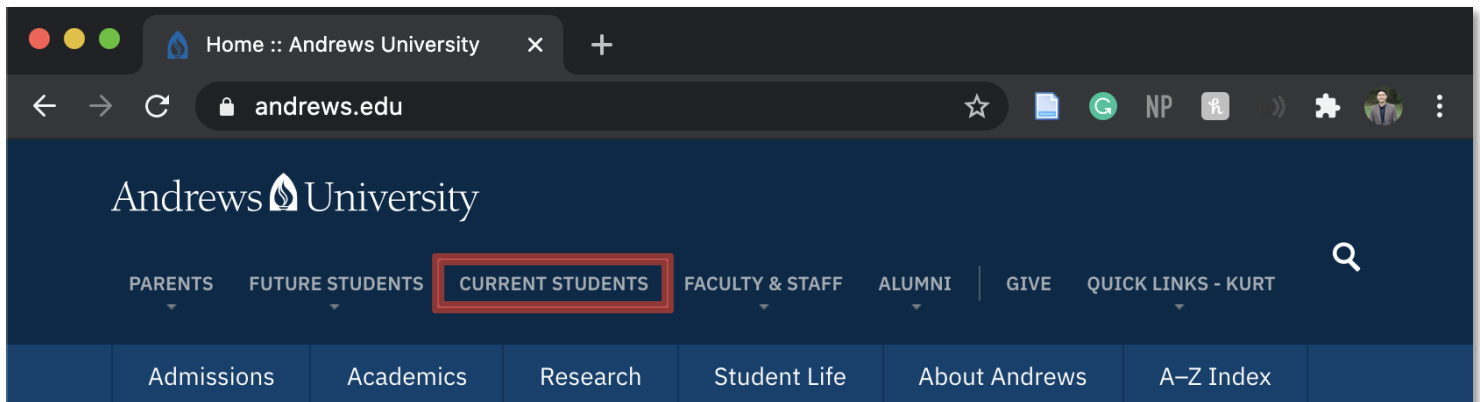 Home :: Andrews University
andrews.edu
NP
Andrews University
PARENTS FUTURE STUDENTS CURRENT STUDENTS FACULTY & STAFF ALUMNI GIVE QUICK LINKS - KURT
Admissions Academics Research Student Life About Andrews A–Z Index